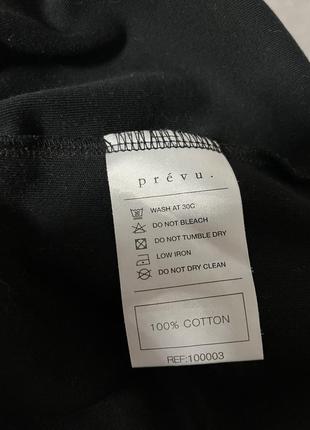 prévu.
WASH AT 30C
DO NOT BLEACH
DO NOT TUMBLE DRY
LOW IRON
DO NOT DRY CLEAN
100% COTTON
REF:100003